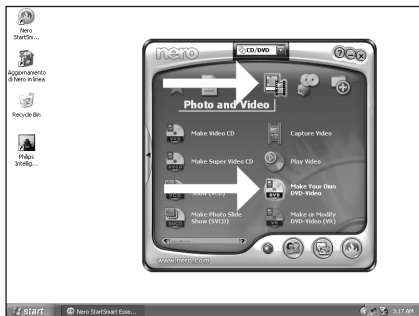 Nero
StartSm...
Aggiornamento
di Nero in linea
Recycle Bin
Philips
Intellig...
nero
CD/DVD
Photo and Video
Make Video CD
Capture Video
Make Super Video CD
Play Video
Show (VCD)
Make Your Own
DVD-Video
Make Photo Slide
Show (SVCD)
Make or Modify
DVD-Video (VR)
www.nero.com
start
Nero StartSmart Esse...
3:17 AM